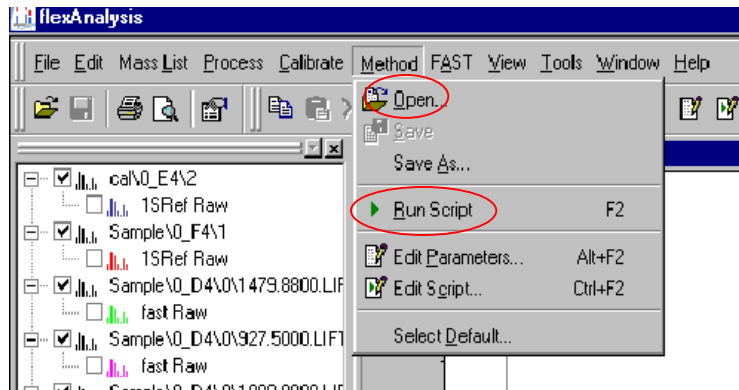 flexAnalysis
File Edit Mass List Process Calibrate Method FAST View Tools Window Help
Open...
Save
Save As...
Run Script F2
Edit Parameters... Alt+F2
Edit Script... Ctrl+F2
Select Default...
cal\0_E4\2
1SRef Raw
Sample\0_F4\1
1SRef Raw
Sample\0_D4\0\1479.8800.LIF
fast Raw
Sample\0_D4\0\927.5000.LIFT
fast Raw